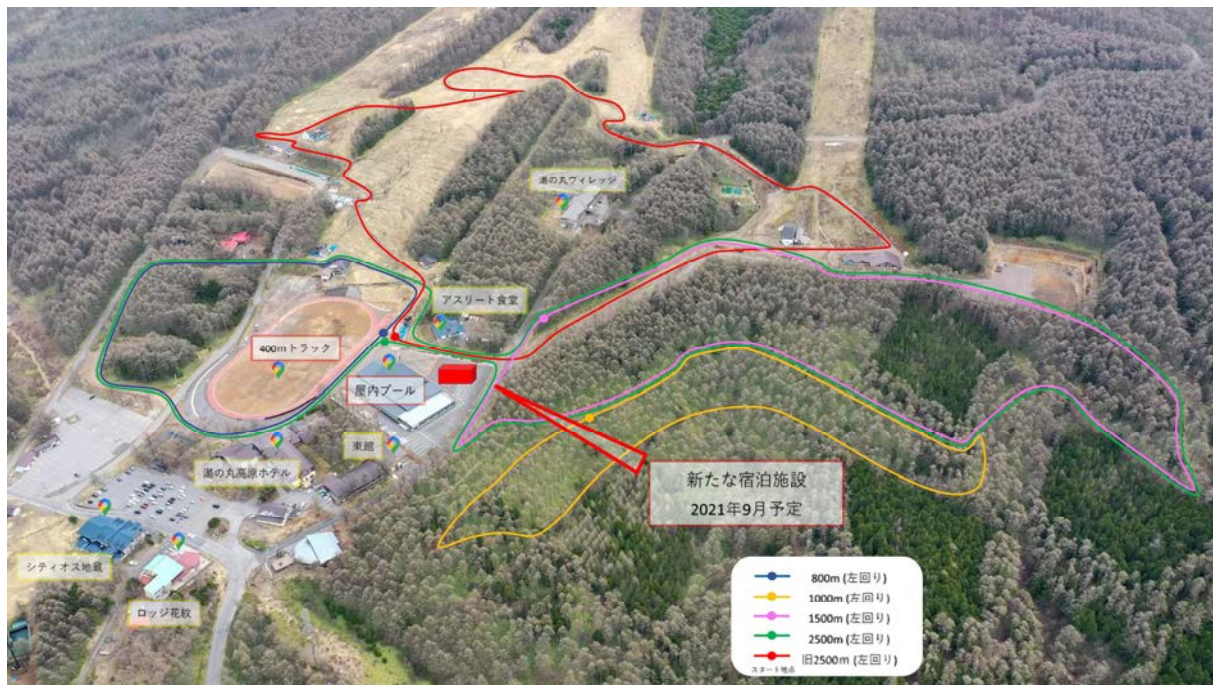 湯の丸ヴィレッジ
アスリート食堂
400mトラック
屋内プール
東館
湯の丸高原ホテル
新たな宿泊施設
2021年9月予定
シティオス地蔵
ロッジ花紋
800m (左回り)
1000m (左回り)
1500m (左回り)
2500m (左回り)
旧2500m (左回り)
スタート地点